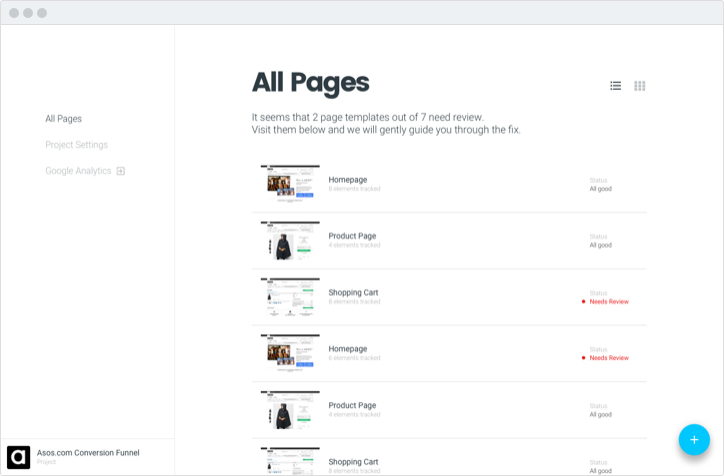 All Pages
Project Settings
Google Analytics
All Pages
It seems that 2 page templates out of 7 need review.
Visit them below and we will gently guide you through the fix.
Homepage
8 elements tracked
Status
All good
Product Page
4 elements tracked
Status
All good
Shopping Cart
8 elements tracked
Status
Needs Review
Homepage
6 elements tracked
Status
Needs Review
Product Page
4 elements tracked
Status
All good
Shopping Cart
8 elements tracked
Status
All good
a
Asos.com Conversion Funnel
Project